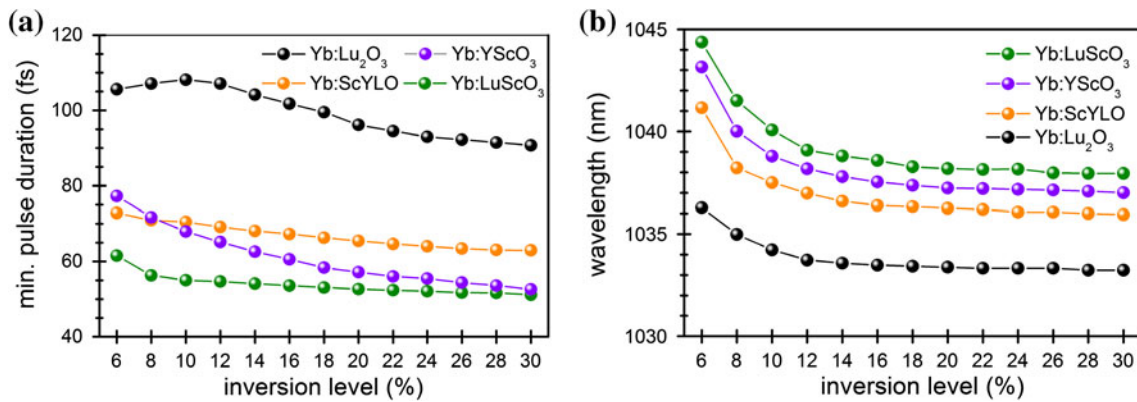 (a)
min. pulse duration (fs)
120
100
80
60
40
Yb:Lu₂O₃ Yb:YScO₃
Yb:ScYLO Yb:LuScO₃
6 8 10 12 14 16 18 20 22 24 26 28 30
inversion level (%)
(b)
wavelength (nm)
1045
1040
1035
1030
Yb:LuScO₃
Yb:YScO₃
Yb:ScYLO
Yb:Lu₂O₃
6 8 10 12 14 16 18 20 22 24 26 28 30
inversion level (%)